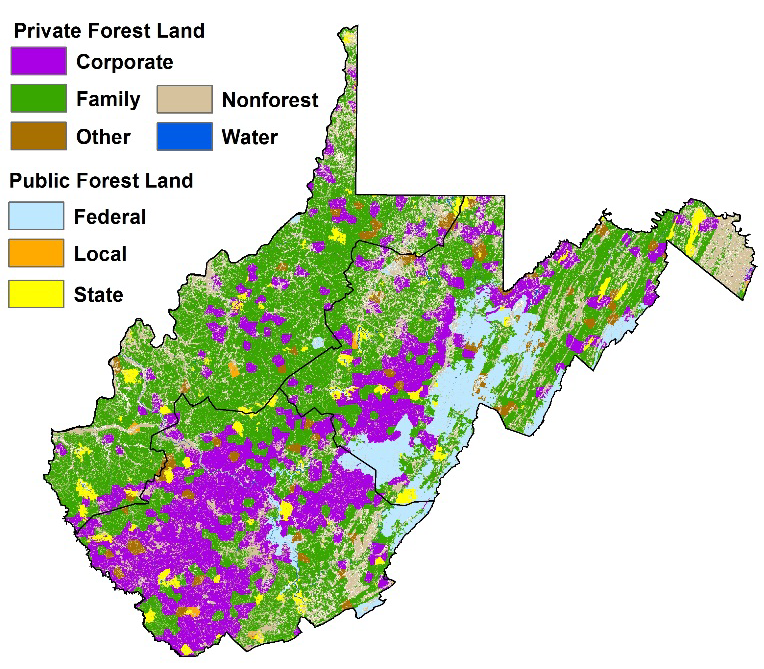 Private Forest Land
Corporate
Family Nonforest
Other Water
Public Forest Land
Federal
Local
State